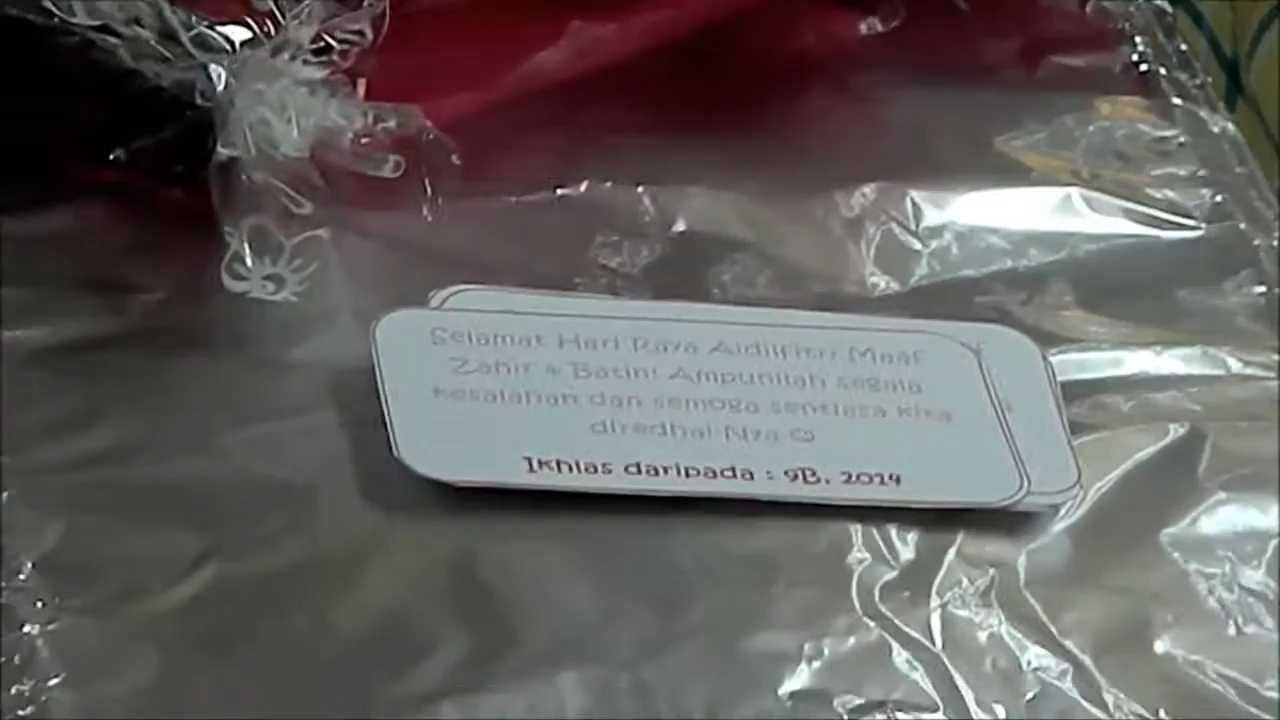 Selamat Hari Raya Aidilfitri Maaf
Zahir & Batin! Ampunilah segala
kesalahan dan semoga sentiasa kita
diredhai-Nya ☺
Ikhlas daripada : 9B, 2014